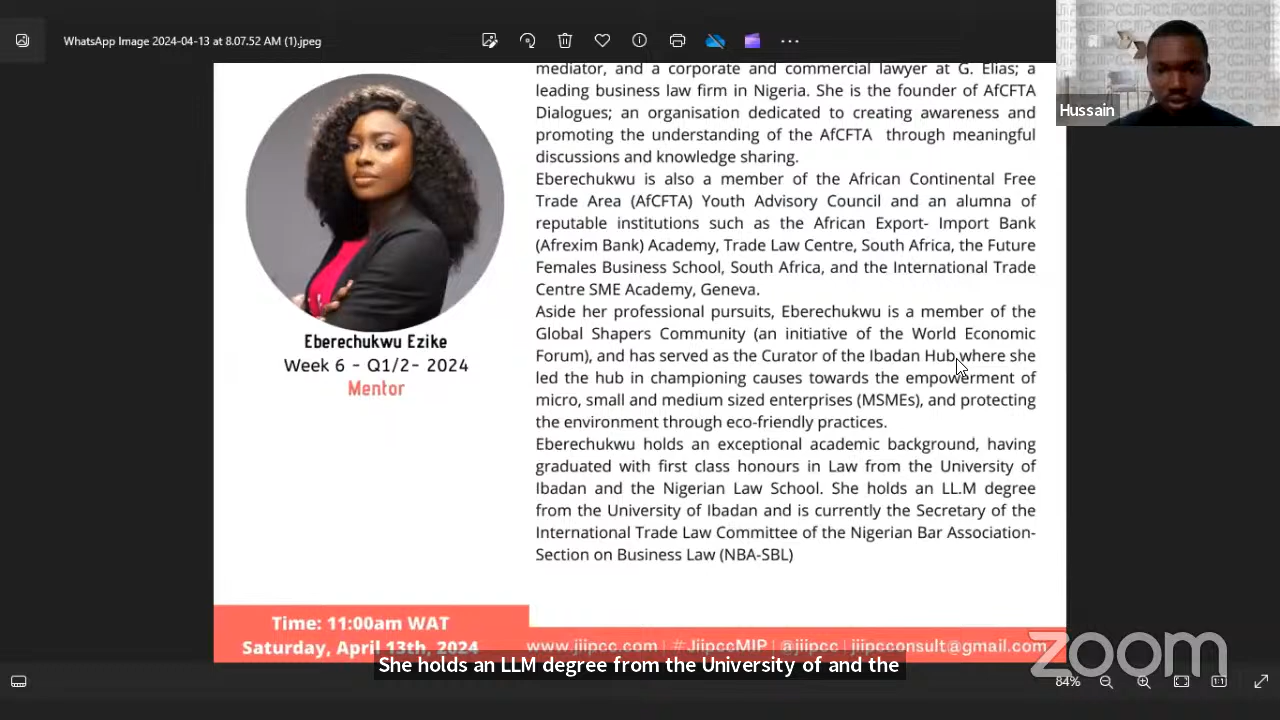 WhatsApp Image 2024-04-13 at 8.07.52 AM (1).jpeg
Hussain
mediator, and a corporate and commercial lawyer at G. Elias; a
leading business law firm in Nigeria. She is the founder of AfCFTA
Dialogues; an organisation dedicated to creating awareness and
promoting the understanding of the AfCFTA through meaningful
discussions and knowledge sharing.
Eberechukwu is also a member of the African Continental Free
Trade Area (AfCFTA) Youth Advisory Council and an alumna of
reputable institutions such as the African Export- Import Bank
(Afrexim Bank) Academy, Trade Law Centre, South Africa, the Future
Females Business School, South Africa, and the International Trade
Centre SME Academy, Geneva.
Aside her professional pursuits, Eberechukwu is a member of the
Global Shapers Community (an initiative of the World Economic
Forum), and has served as the Curator of the Ibadan Hub where she
led the hub in championing causes towards the empowerment of
micro, small and medium sized enterprises (MSMEs), and protecting
the environment through eco-friendly practices.
Eberechukwu holds an exceptional academic background, having
graduated with first class honours in Law from the University of
Ibadan and the Nigerian Law School. She holds an LL.M degree
from the University of Ibadan and is currently the Secretary of the
International Trade Law Committee of the Nigerian Bar Association-
Section on Business Law (NBA-SBL)
Eberechukwu Ezike
Week 6 - Q1/2- 2024
Mentor
Time: 11:00am WAT
Saturday, April 13th, 2024
www.jiipcc.com | #JiipccMIP | @jiipcc | jiipcconsult@gmail.com
She holds an LLM degree from the University of and the
zoom
84%
1:1